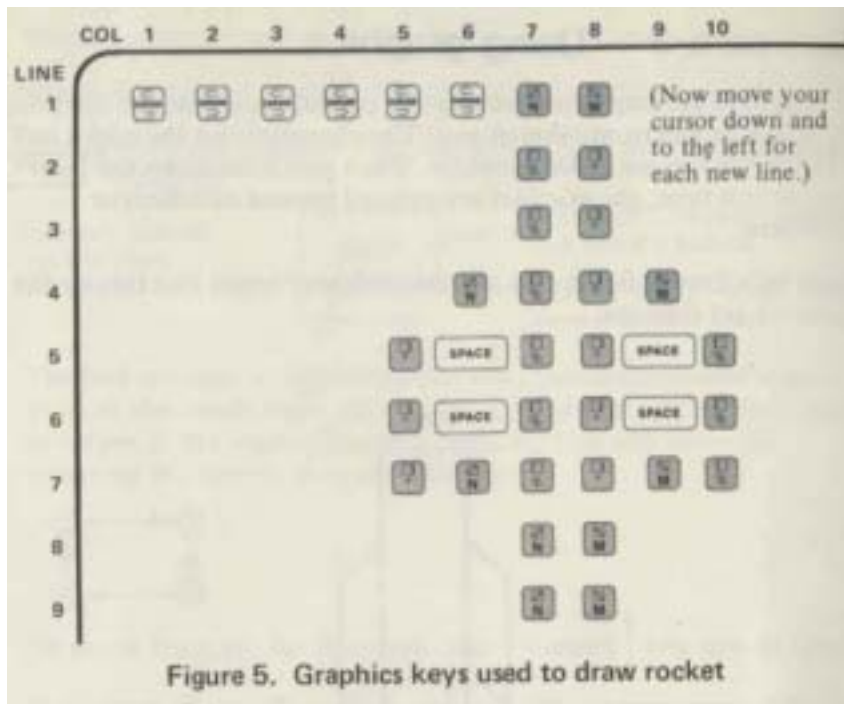 COL 1 2 3 4 5 6 7 8 9 10
LINE
1 N M (Now move your
cursor down and
to the left for
each new line.)
2
3
4 N M
5 SPACE SPACE
6 SPACE SPACE
7 N M
8 N M
9 N M
Figure 5. Graphics keys used to draw rocket